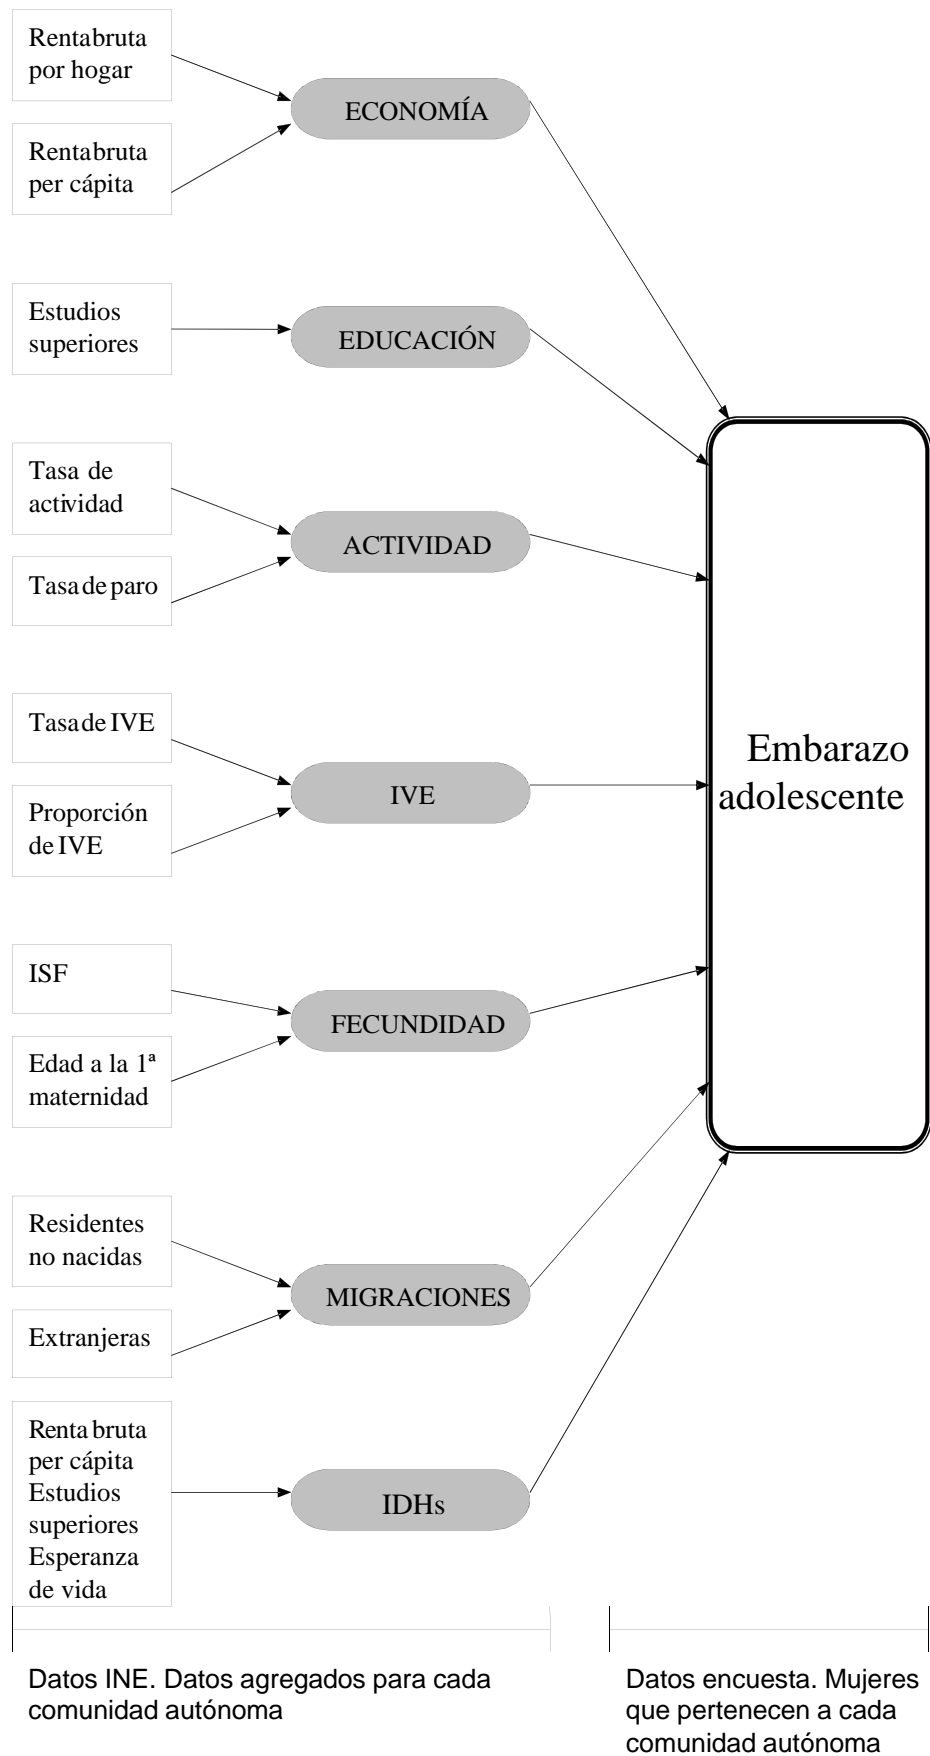 Rentabruta
por hogar
ECONOMÍA
Rentabruta
per cápita
Estudios
superiores
EDUCACIÓN
Tasa de
actividad
ACTIVIDAD
Tasa de paro
Tasa de IVE
IVE
Proporción
de IVE
Embarazo
adolescente
ISF
FECUNDIDAD
Edad a la 1ª
maternidad
Residentes
no nacidas
MIGRACIONES
Extranjeras
Renta bruta
per cápita
Estudios
superiores
Esperanza
de vida
IDHs
Datos INE. Datos agregados para cada
comunidad autónoma
Datos encuesta. Mujeres
que pertenecen a cada
comunidad autónoma